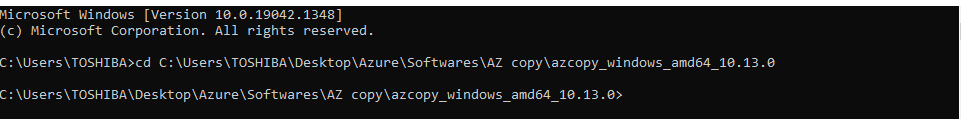 Microsoft Windows [Version 10.0.19042.1348]
(c) Microsoft Corporation. All rights reserved.
C:\Users\TOSHIBA>cd C:\Users\TOSHIBA\Desktop\Azure\Softwares\AZ copy\azcopy_windows_amd64_10.13.0
C:\Users\TOSHIBA\Desktop\Azure\Softwares\AZ copy\azcopy_windows_amd64_10.13.0>